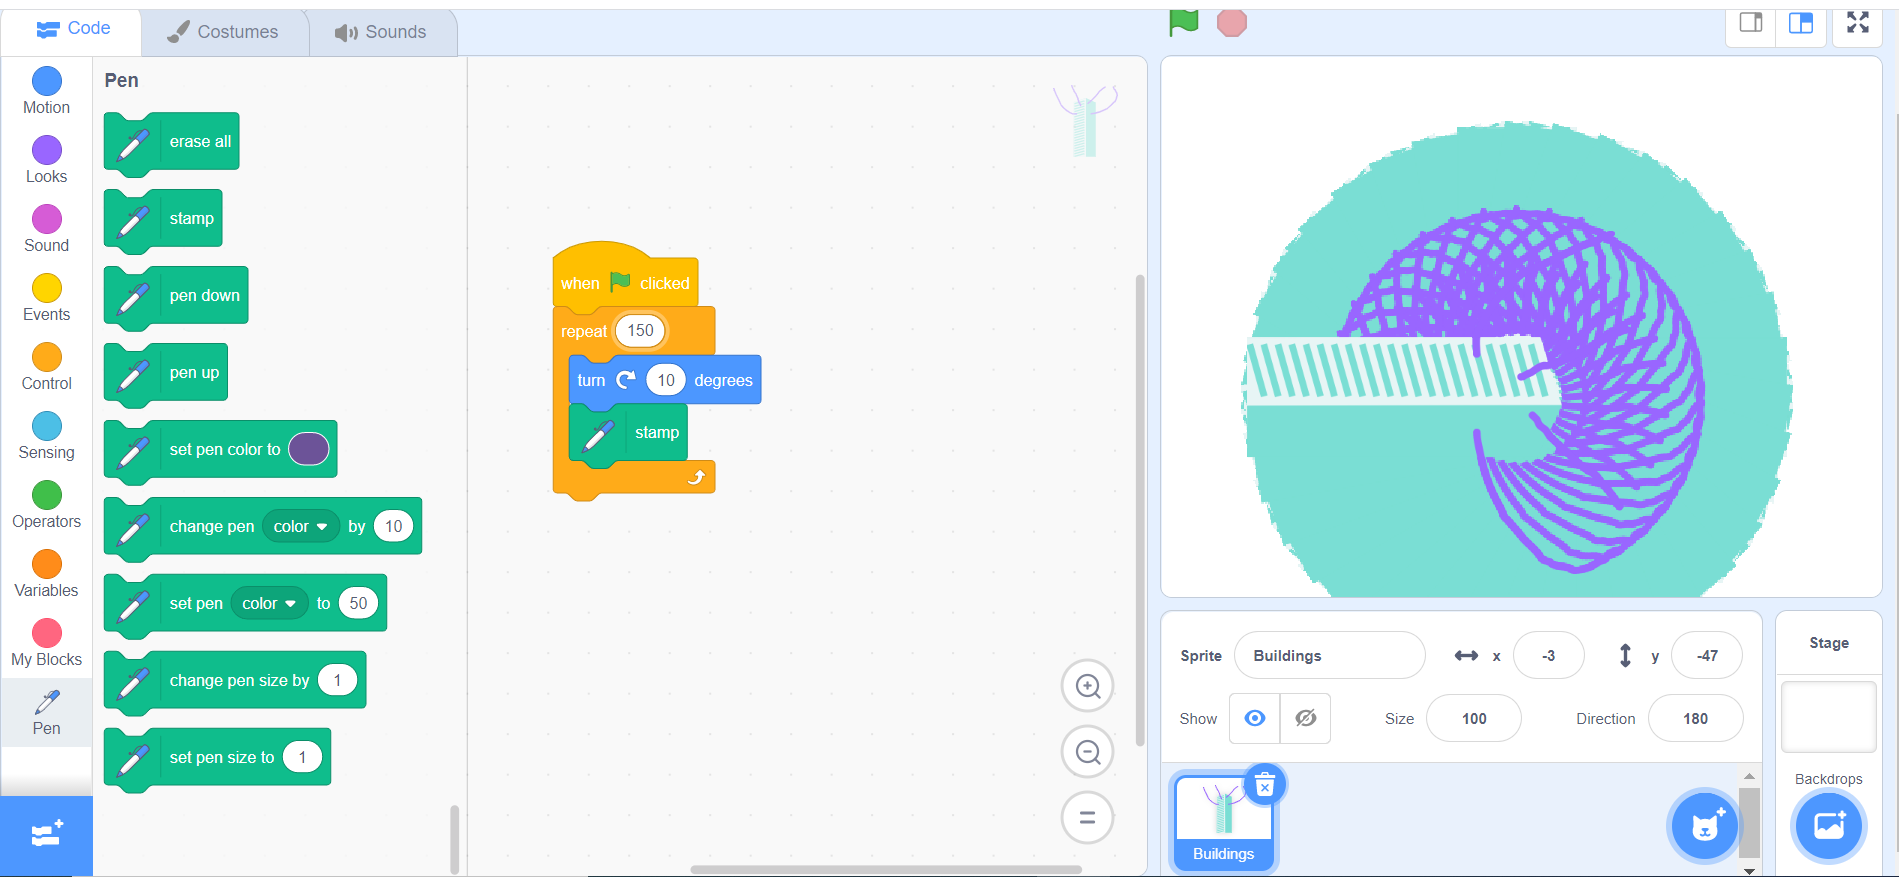 Code
Costumes
Sounds
Motion
Looks
Sound
Events
Control
Sensing
Operators
Variables
My Blocks
Pen
Pen
erase all
stamp
pen down
pen up
set pen color to
change pen color by 10
set pen color to 50
change pen size by 1
set pen size to 1
when clicked
repeat 150
turn 10 degrees
stamp
Sprite Buildings x -3 y -47
Show Size 100 Direction 180
Buildings
Stage
Backdrops